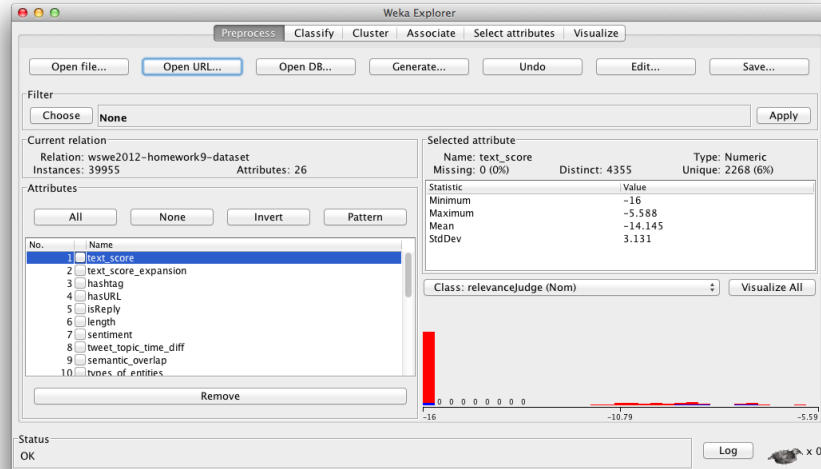 Weka Explorer
Preprocess Classify Cluster Associate Select attributes Visualize
Open file... Open URL... Open DB... Generate... Undo Edit... Save...
Filter
Choose None Apply
Current relation
Relation: wswe2012-homework9-dataset
Instances: 39955 Attributes: 26
Attributes
All None Invert Pattern
No. Name
1 text_score
2 text_score_expansion
3 hashtag
4 hasURL
5 isReply
6 length
7 sentiment
8 tweet_topic_time_diff
9 semantic_overlap
10 types_of_entities
Remove
Selected attribute
Name: text_score Type: Numeric
Missing: 0 (0%) Distinct: 4355 Unique: 2268 (6%)
Statistic Value
Minimum -16
Maximum -5.588
Mean -14.145
StdDev 3.131
Class: relevanceJudge (Nom) Visualize All
0 0 0 0 0 0 0 0
-16 -10.79 -5.59
Status
OK
Log x 0